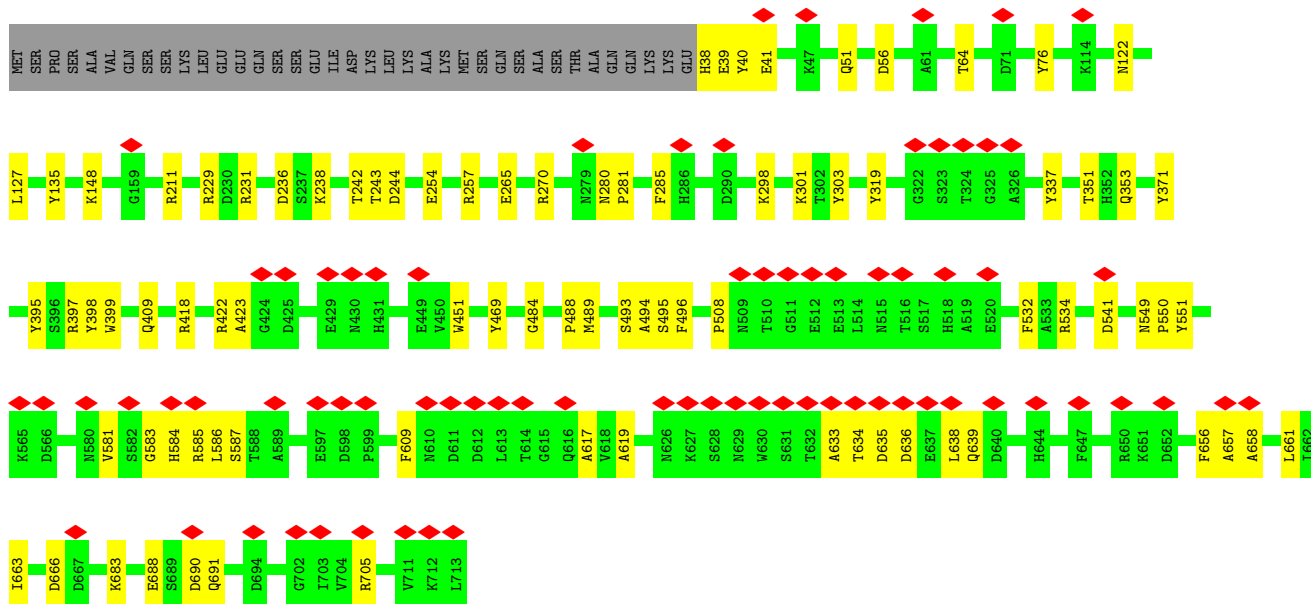 MET SER PRO SER ALA VAL GLN SER SER LYS LEU GLU GLU GLN SER SER GLU ILE ASP LYS LEU LYS ALA LYS MET SER GLN SER ALA SER THR ALA GLN GLN LYS LYS GLU H38 E39 Y40 E41 K47 Q51 D56 A61 T64 D71 Y76 K114 N122
L127 Y135 K148 G159 R211 R229 D230 R231 D236 S237 K238 T242 T243 D244 E254 R257 E265 R270 N279 N280 P281 F285 H286 D290 K298 K301 T302 Y303 Y319 G322 S323 T324 G325 A326 Y337 T351 H352 Q353 Y371
Y395 S396 R397 Y398 W399 Q409 R418 R422 A423 G424 D425 E429 N430 H431 E449 V450 W451 Y469 G484 P488 M489 S493 A494 S495 F496 P508 N509 T510 G511 E512 E513 L514 N515 T516 S517 H518 A519 E520 F532 A533 R534 D541 N549 P550 Y551
K565 D566 N580 V581 S582 G583 H584 R585 L586 S587 T588 A589 E597 D598 P599 F609 N610 D611 D612 L613 T614 G615 Q616 A617 V618 A619 N626 K627 S628 N629 W630 S631 T632 A633 T634 D635 D636 E637 L638 Q639 D640 H644 F647 R650 K651 D652 F656 A657 A658 L661 I662
I663 D666 D667 K683 E688 S689 D690 Q691 D694 G702 I703 V704 R705 V711 K712 L713